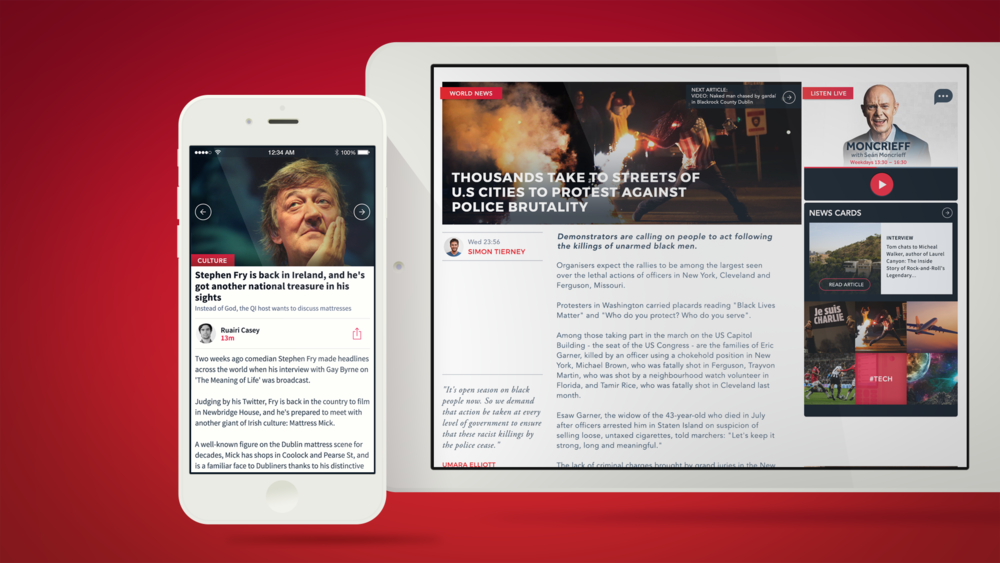 12:34 AM
100%
CULTURE
Stephen Fry is back in Ireland, and he's
got another national treasure in his
sights
Instead of God, the QI host wants to discuss mattresses
Ruairi Casey
13m
Two weeks ago comedian Stephen Fry made headlines
across the world when his interview with Gay Byrne on
'The Meaning of Life' was broadcast.
Judging by his Twitter, Fry is back in the country to film
in Newbridge House, and he's prepared to meet with
another giant of Irish culture: Mattress Mick.
A well-known figure on the Dublin mattress scene for
decades, Mick has shops in Coolock and Pearse St, and
is a familiar face to Dubliners thanks to his distinctive
WORLD NEWS
NEXT ARTICLE:
VIDEO: Naked man chased by gardaí
in Blackrock County Dublin
THOUSANDS TAKE TO STREETS OF
U.S CITIES TO PROTEST AGAINST
POLICE BRUTALITY
Wed 23:56
SIMON TIERNEY
"It's open season on black
people now. So we demand
that action be taken at every
level of government to ensure
that these racist killings by
the police cease."
UMARA ELLIOTT
Demonstrators are calling on people to act following
the killings of unarmed black men.
Organisers expect the rallies to be among the largest seen
over the lethal actions of officers in New York, Cleveland and
Ferguson, Missouri.
Protesters in Washington carried placards reading "Black Lives
Matter" and "Who do you protect? Who do you serve".
Among those taking part in the march on the US Capitol
Building - the seat of the US Congress - are the families of Eric
Garner, killed by an officer using a chokehold position in New
York, Michael Brown, who was fatally shot in Ferguson, Trayvon
Martin, who was shot by a neighbourhood watch volunteer in
Florida, and Tamir Rice, who was fatally shot in Cleveland last
month.
Esaw Garner, the widow of the 43-year-old who died in July
after officers arrested him in Staten Island on suspicion of
selling loose, untaxed cigarettes, told marchers: "Let's keep it
strong, long and meaningful."
The lack of criminal charges brought by grand juries in the New
LISTEN LIVE
MONCRIEFF
with Seán Moncrieff
Weekdays 13:30 - 16:30
NEWS CARDS
INTERVIEW
Tom chats to Micheal
Walker, author of Laurel
Canyon: The Inside
Story of Rock-and-Roll's
Legendary...
READ ARTICLE
Je suis
CHARLIE
#TECH